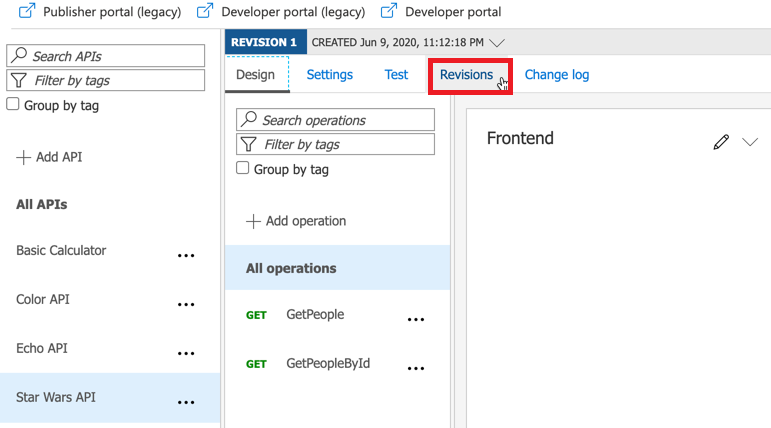 Publisher portal (legacy) Developer portal (legacy) Developer portal
REVISION 1 CREATED Jun 9, 2020, 11:12:18 PM
Search APIs
Filter by tags
Group by tag
Add API
All APIs
Basic Calculator
Color API
Echo API
Star Wars API
Design Settings Test Revisions Change log
Search operations
Filter by tags
Group by tag
Add operation
All operations
GET GetPeople
GET GetPeopleById
Frontend